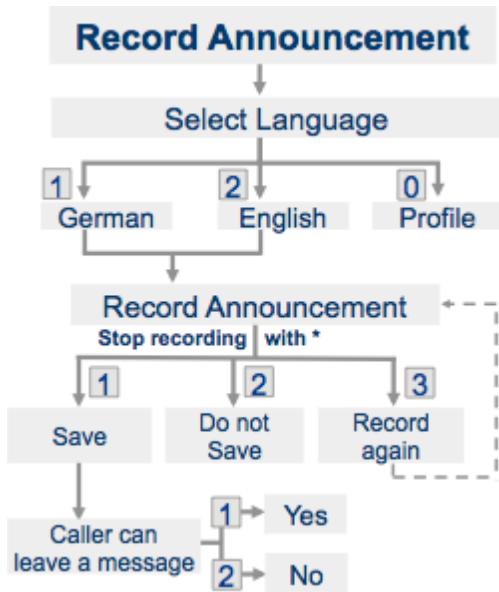 Record Announcement
Select Language
1 2 0
German English Profile
Record Announcement
Stop recording with *
1 2 3
Save Do not Save Record again
Caller can
leave a message
1 Yes
2 No